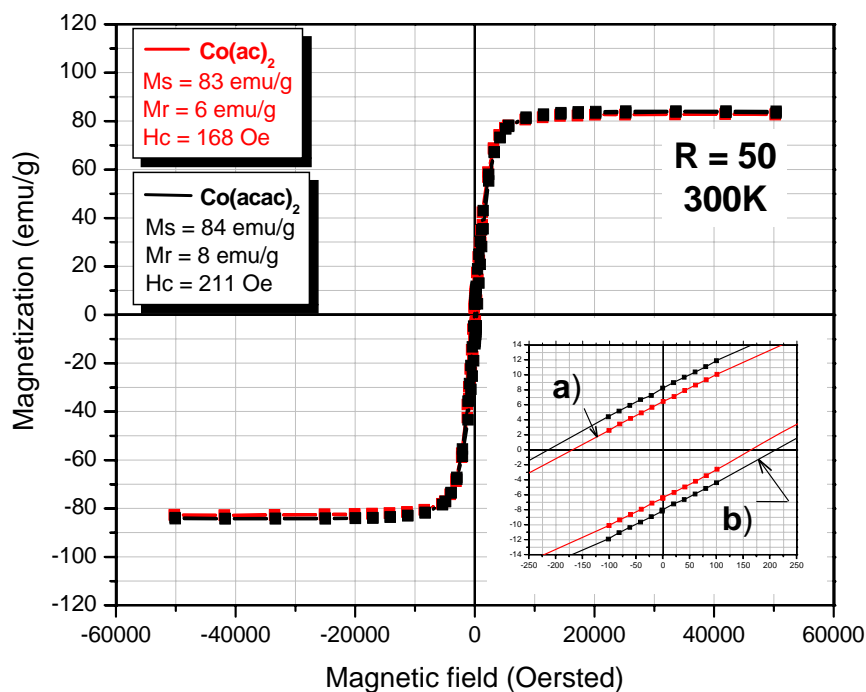 Co(ac)2
Ms = 83 emu/g
Mr = 6 emu/g
Hc = 168 Oe
Co(acac)2
Ms = 84 emu/g
Mr = 8 emu/g
Hc = 211 Oe
R = 50
300K
Magnetization (emu/g)
120
100
80
60
40
20
0
-20
-40
-60
-80
-100
-120
a)
b)
14
12
10
8
6
4
2
0
-2
-4
-6
-8
-10
-12
-14
-250 -200 -150 -100 -50 0 50 100 150 200 250
-60000 -40000 -20000 0 20000 40000 60000
Magnetic field (Oersted)